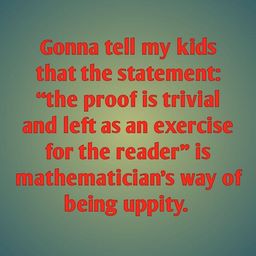 Gonna tell my kids
that the statement:
“the proof is trivial
and left as an exercise
for the reader” is
mathematician's way of
being uppity.